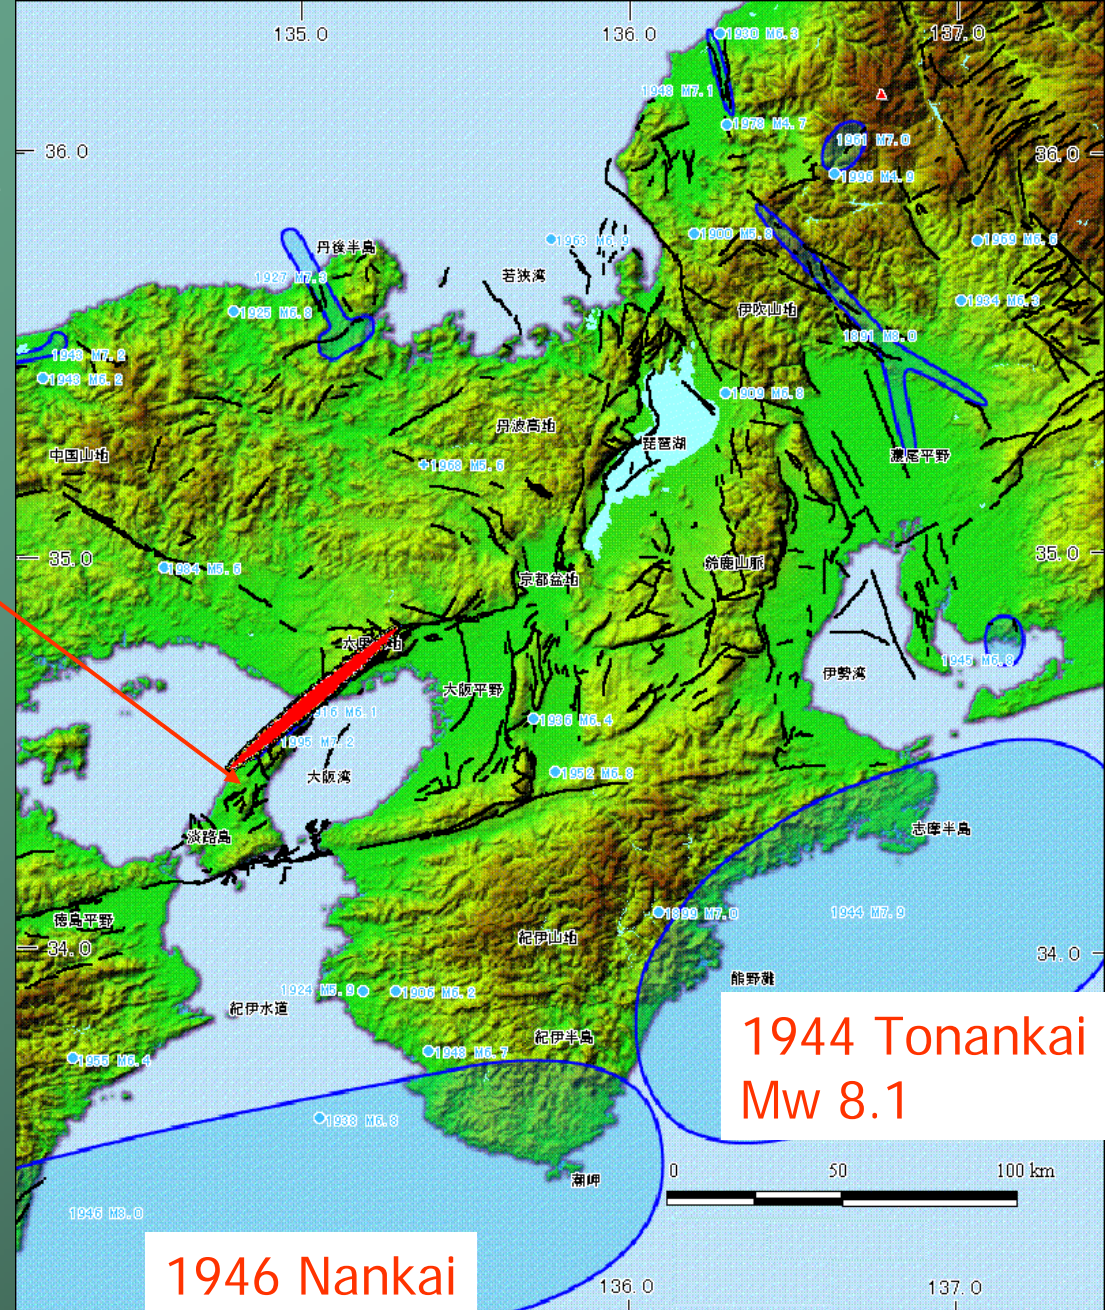 135.0
136.0
137.0
1930 M6.3
1948 M7.1
1978 M4.7
1961 M7.0
36.0
36.0
1995 M4.9
1900 M5.8
1969 M6.6
丹後半島
1963 M6.9
若狭湾
1927 M7.3
1925 M6.8
1934 M6.3
伊吹山地
1891 M8.0
1943 M7.2
1943 M6.2
1909 M6.8
丹波高地
琵琶湖
中国山地
1968 M5.6
濃尾平野
35.0
35.0
1984 M5.6
鈴鹿山脈
京都盆地
大阪平野
伊勢湾
1945 M6.8
916 M6.1
1936 M6.4
1995 M7.2
大阪湾
1952 M6.8
淡路島
志摩半島
徳島平野
1899 M7.0
1944 M7.9
紀伊山地
34.0
34.0
熊野灘
1924 M5.9
1906 M6.2
紀伊水道
紀伊半島
1944 Tonankai
Mw 8.1
1955 M6.4
1948 M6.7
1938 M6.8
潮岬
0 50 100 km
1946 M8.0
1946 Nankai
136.0
137.0